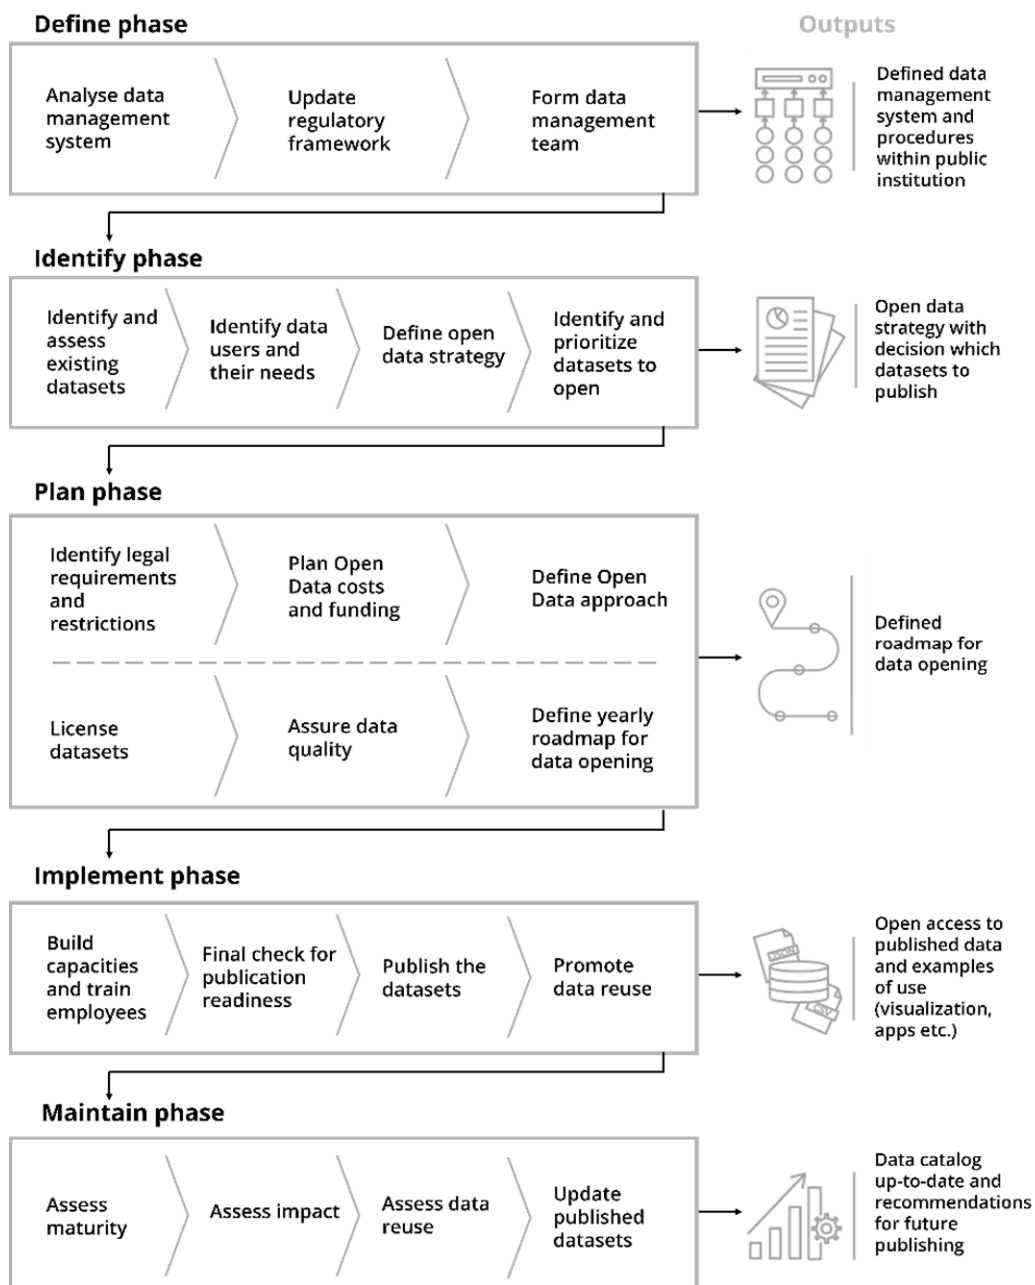 Define phase
Outputs
Analyse data
management
system
Update
regulatory
framework
Form data
management
team
Defined data
management
system and
procedures
within public
institution
Identify phase
Identify and
assess
existing
datasets
Identify data
users and
their needs
Define open
data strategy
Identify and
prioritize
datasets to
open
Open data
strategy with
decision which
datasets to
publish
Plan phase
Identify legal
requirements
and
restrictions
Plan Open
Data costs
and funding
Define Open
Data approach
License
datasets
Assure data
quality
Define yearly
roadmap for
data opening
Defined
roadmap for
data opening
Implement phase
Build
capacities
and train
employees
Final check for
publication
readiness
Publish the
datasets
Promote
data reuse
JSON
CSV
Open access to
published data
and examples
of use
(visualization,
apps etc.)
Maintain phase
Assess
maturity
Assess impact
Assess data
reuse
Update
published
datasets
Data catalog
up-to-date and
recommendations
for future
publishing